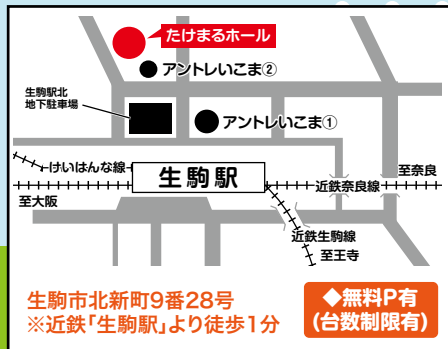 たけまるホール
アントレいこま②
生駒駅北
地下駐車場
アントレいこま①
けいはんな線
生駒駅
至奈良
近鉄奈良線
至大阪
近鉄生駒線
至王寺
生駒市北新町9番28号
※近鉄「生駒駅」より徒歩1分
◆無料P有
(台数制限有)